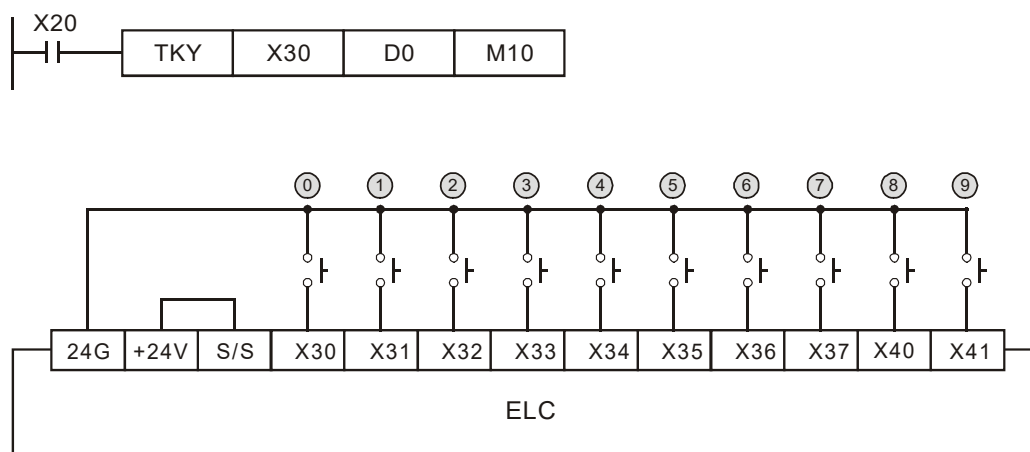 X20
TKY X30 D0 M10
0 1 2 3 4 5 6 7 8 9
24G +24V S/S X30 X31 X32 X33 X34 X35 X36 X37 X40 X41
ELC